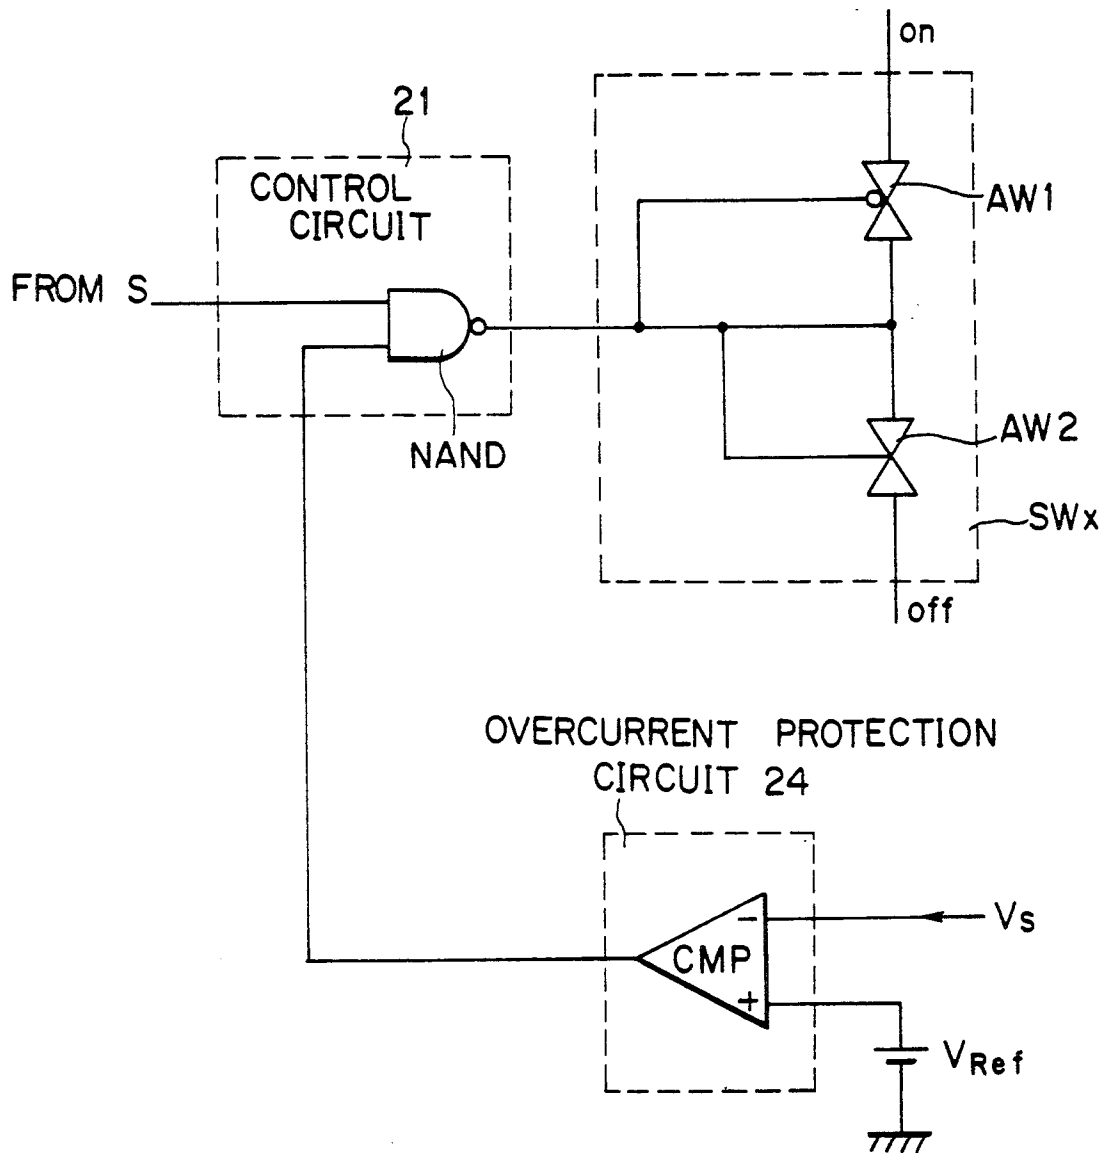 on
21
CONTROL
CIRCUIT
AW1
FROM S
NAND
AW2
SWx
off
OVERCURRENT PROTECTION
CIRCUIT 24
-
Vs
CMP
+
VRef